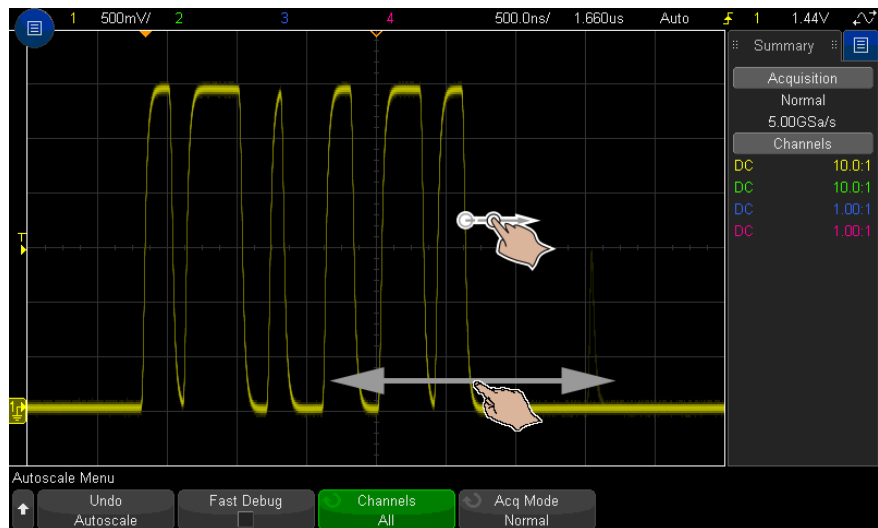 1 500mV/ 2 3 4 500.0ns/ 1.660us Auto 1 1.44V
Summary
Acquisition
Normal
5.00GSa/s
Channels
DC 10.0:1
DC 10.0:1
DC 1.00:1
DC 1.00:1
T
1
Autoscale Menu
Undo
Autoscale
Fast Debug
Channels
All
Acq Mode
Normal